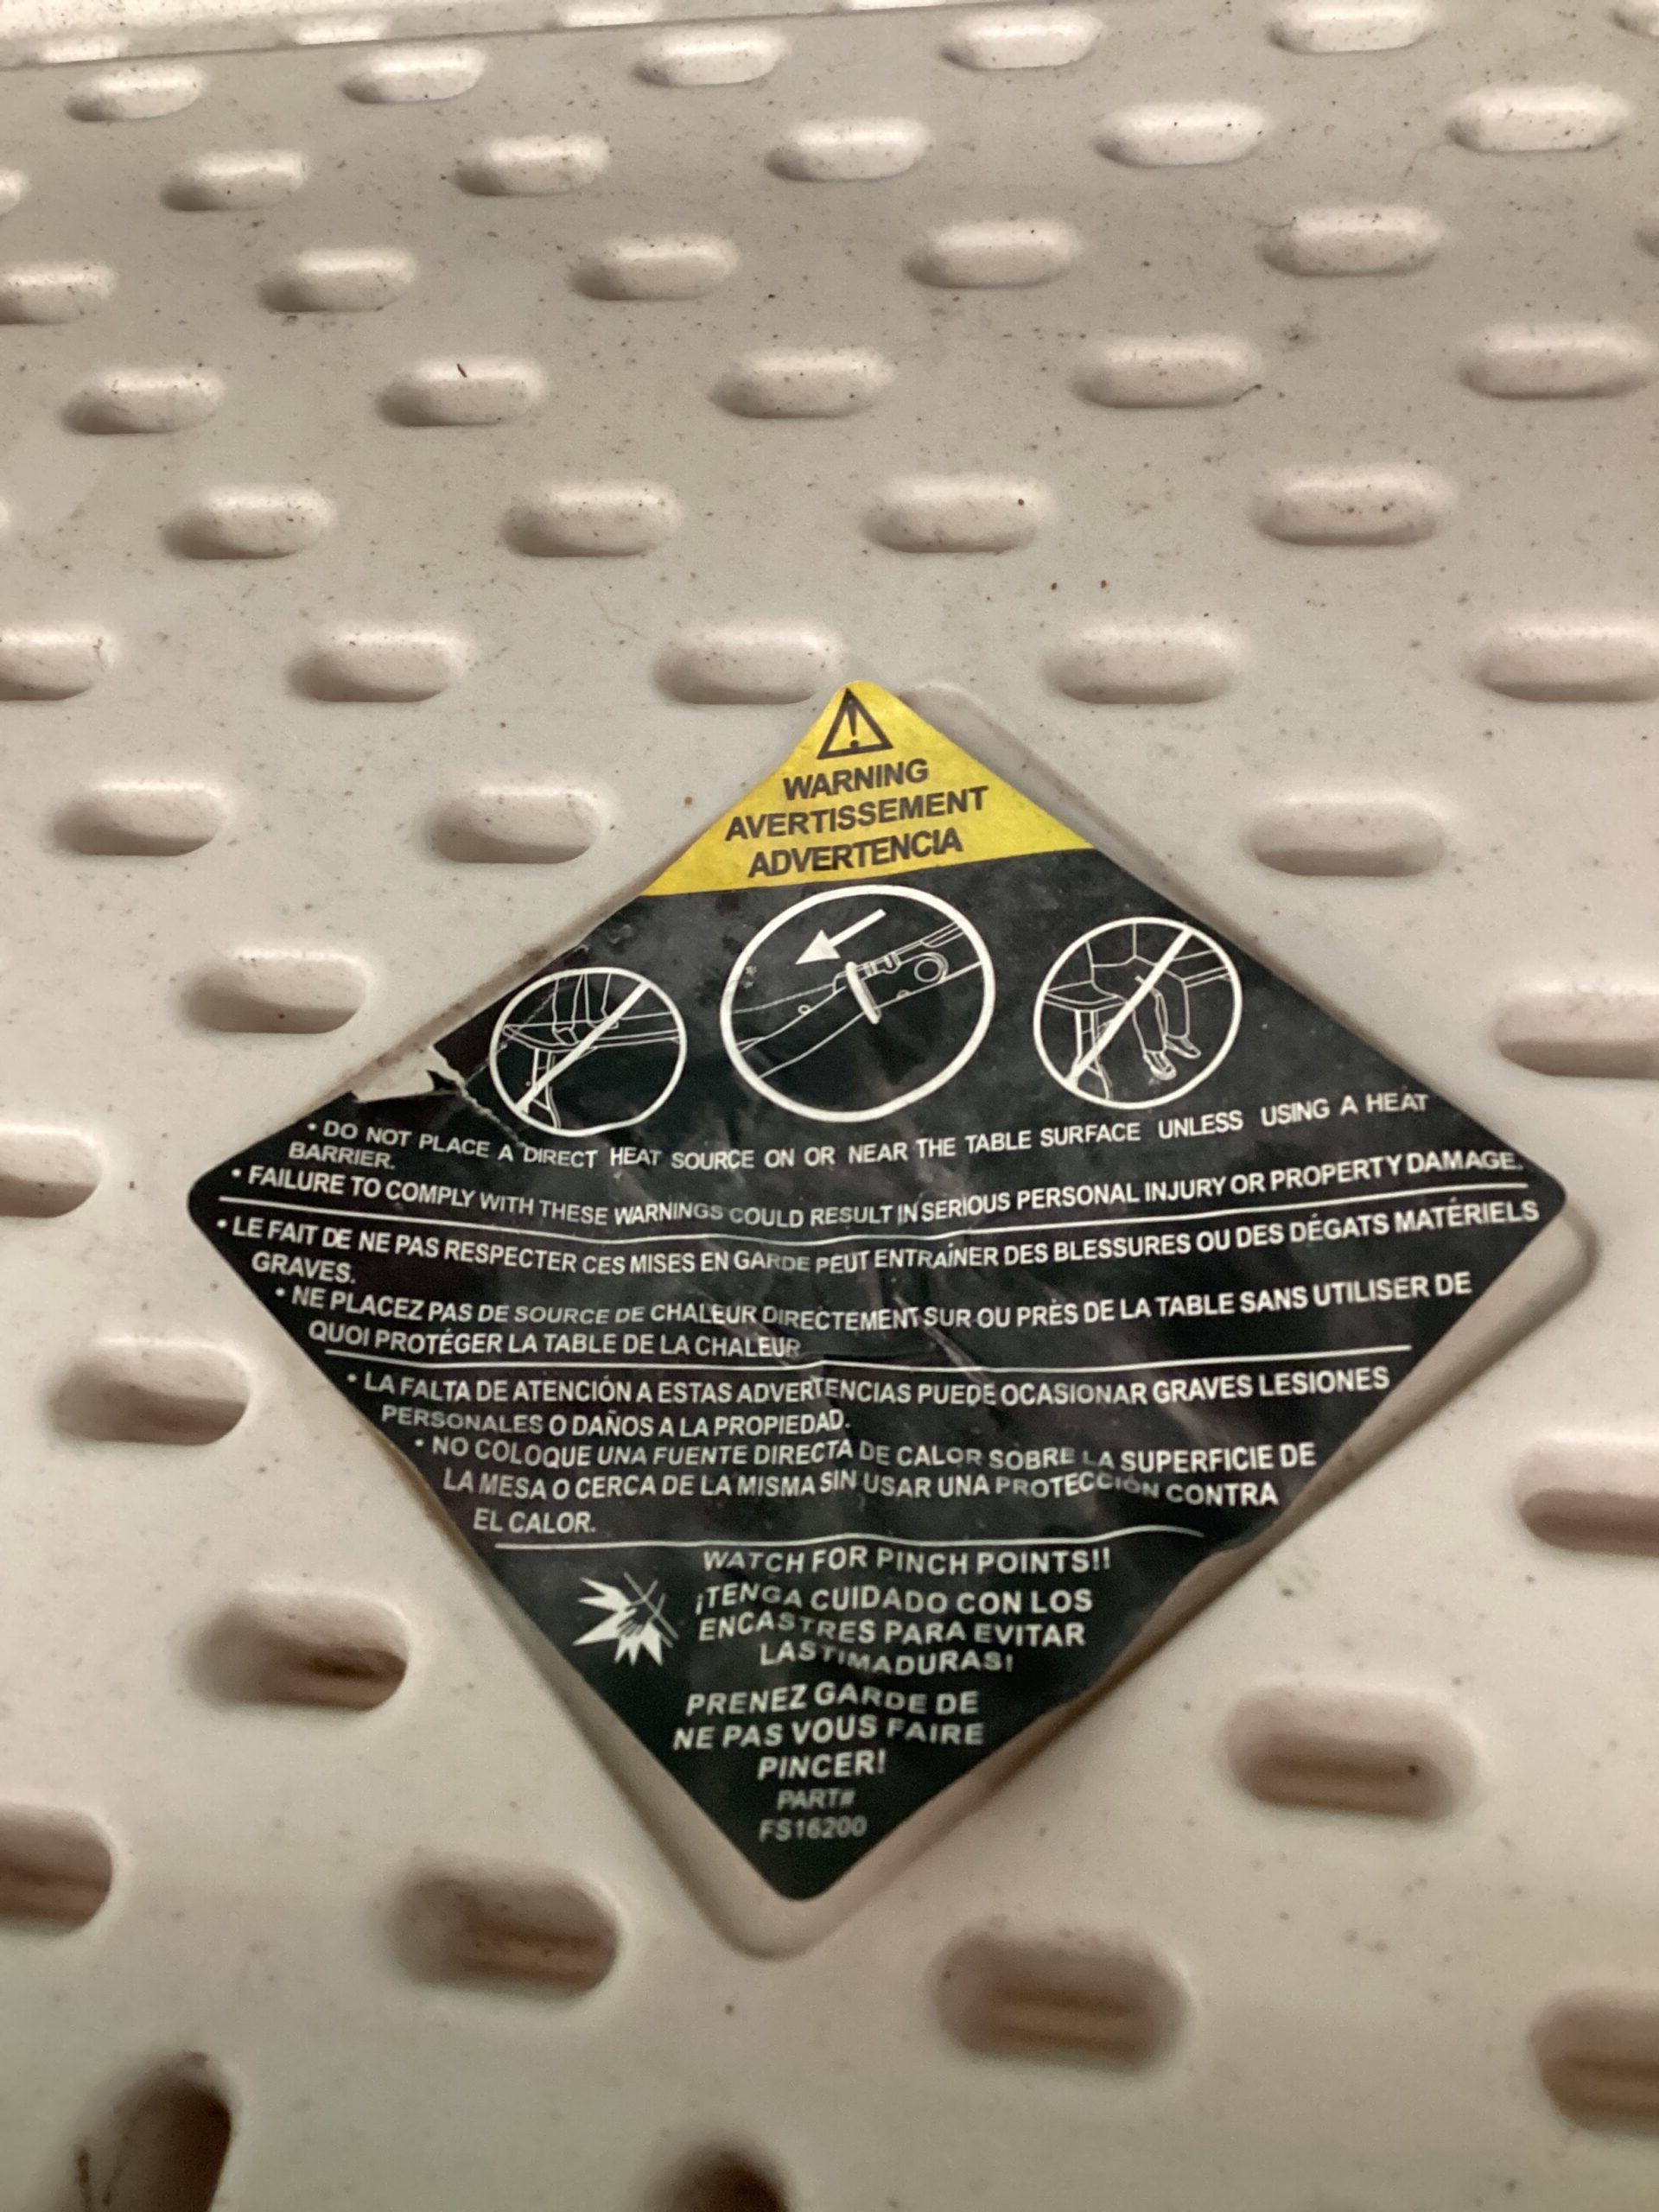 WARNING
AVERTISSEMENT
ADVERTENCIA
• DO NOT PLACE A DIRECT HEAT SOURCE ON OR NEAR THE TABLE SURFACE UNLESS USING A HEAT
BARRIER.
• FAILURE TO COMPLY WITH THESE WARNINGS COULD RESULT IN SERIOUS PERSONAL INJURY OR PROPERTY DAMAGE.
• LE FAIT DE NE PAS RESPECTER CES MISES EN GARDE PEUT ENTRAÎNER DES BLESSURES OU DES DÉGATS MATÉRIELS
GRAVES.
• NE PLACEZ PAS DE SOURCE DE CHALEUR DIRECTEMENT SUR OU PRÈS DE LA TABLE SANS UTILISER DE
QUOI PROTÉGER LA TABLE DE LA CHALEUR
• LA FALTA DE ATENCIÓN A ESTAS ADVERTENCIAS PUEDE OCASIONAR GRAVES LESIONES
PERSONALES O DAÑOS A LA PROPIEDAD.
• NO COLOQUE UNA FUENTE DIRECTA DE CALOR SOBRE LA SUPERFICIE DE
LA MESA O CERCA DE LA MISMA SIN USAR UNA PROTECCIÓN CONTRA
EL CALOR.
WATCH FOR PINCH POINTS!!
¡TENGA CUIDADO CON LOS
ENCASTRES PARA EVITAR
LASTIMADURAS!
PRENEZ GARDE DE
NE PAS VOUS FAIRE
PINCER!
PART#
FS16200